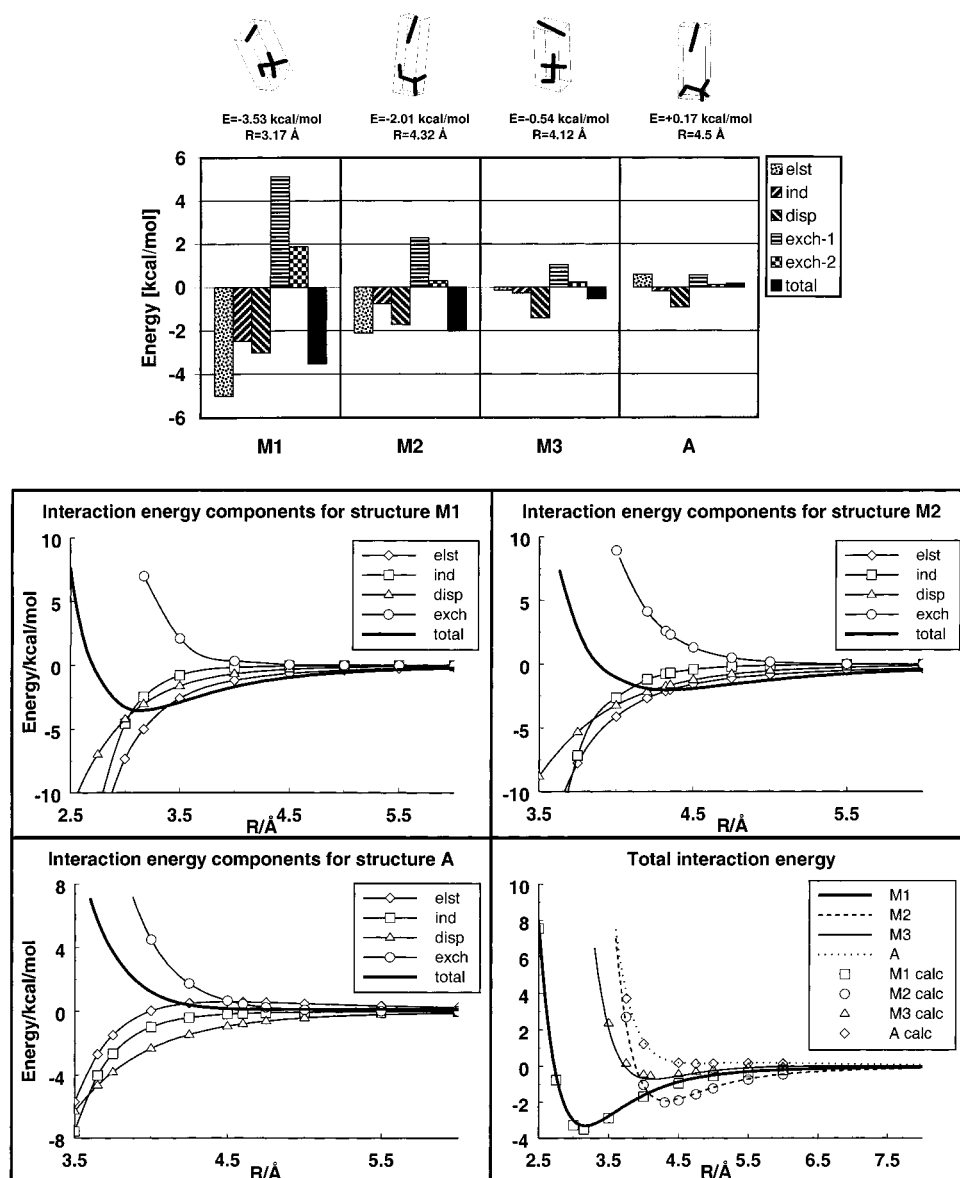 E=-3.53 kcal/mol
R=3.17 Å
E=-2.01 kcal/mol
R=4.32 Å
E=-0.54 kcal/mol
R=4.12 Å
E=+0.17 kcal/mol
R=4.5 Å
Energy [kcal/mol]
6
4
2
0
-2
-4
-6
M1
M2
M3
A
elst
ind
disp
exch-1
exch-2
total
Interaction energy components for structure M1
Energy/kcal/mol
10
5
0
-5
-10
2.5
3.5
4.5
5.5
R/Å
elst
ind
disp
exch
total
Interaction energy components for structure M2
10
5
0
-5
-10
3.5
4.5
5.5
R/Å
elst
ind
disp
exch
total
Interaction energy components for structure A
Energy/kcal/mol
8
4
0
-4
-8
3.5
4.5
5.5
R/Å
elst
ind
disp
exch
total
Total interaction energy
10
8
6
4
2
0
-2
-4
2.5
3.5
4.5
5.5
6.5
7.5
R/Å
M1
M2
M3
A
M1 calc
M2 calc
M3 calc
A calc